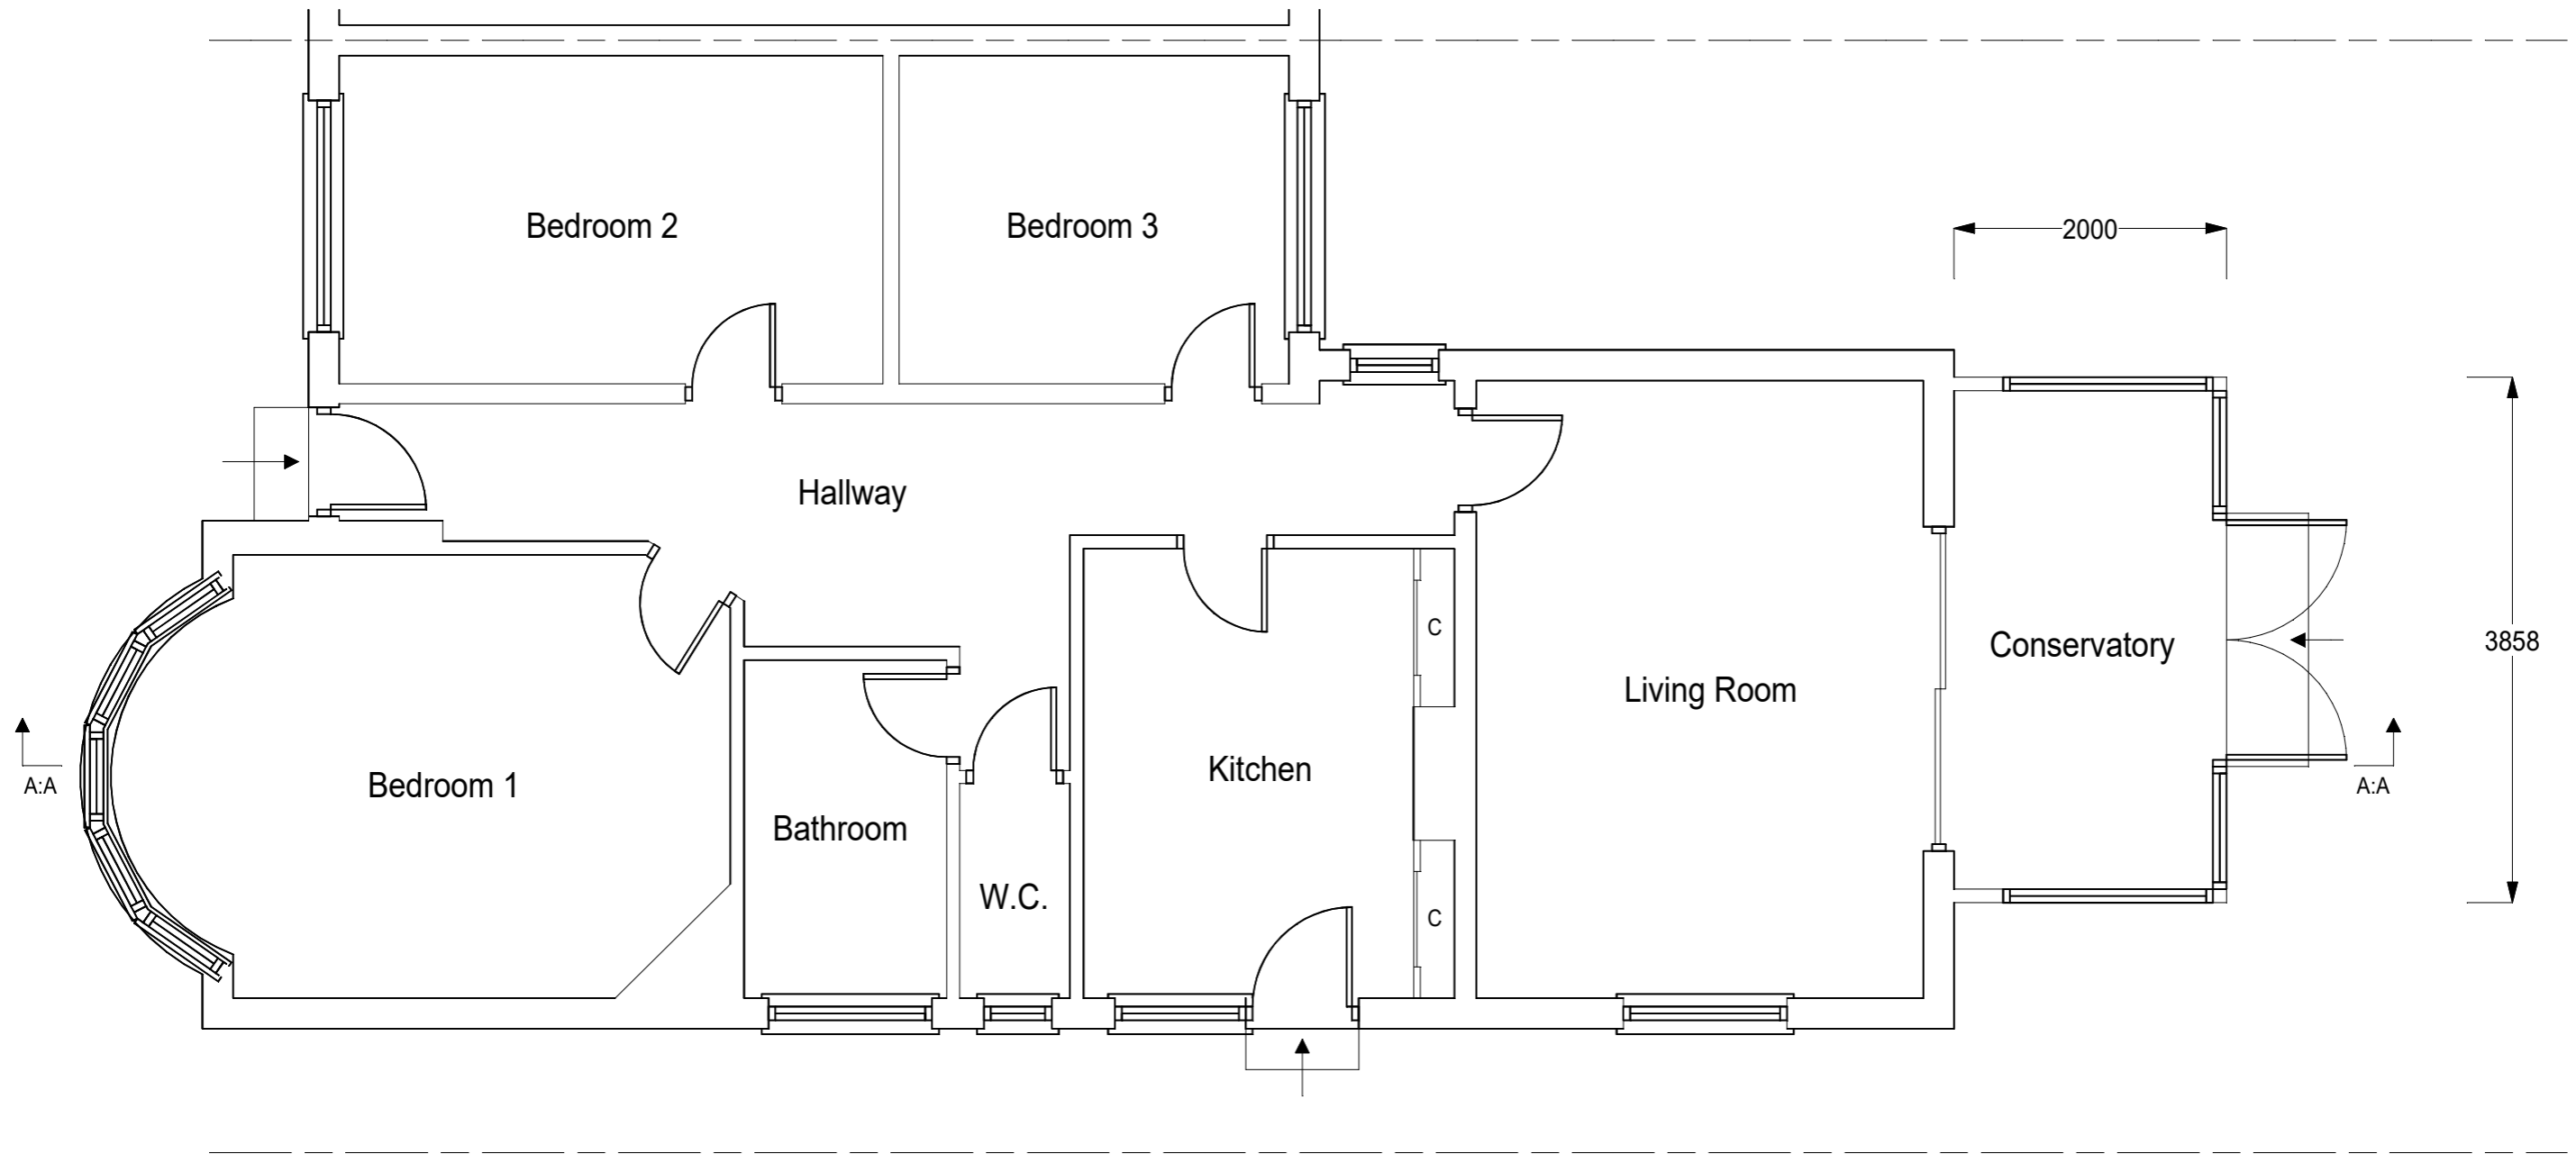 Bedroom 2
Bedroom 3
2000
Hallway
C
3858
Conservatory
Living Room
Kitchen
A:A
Bedroom 1
A:A
Bathroom
W.C.
C